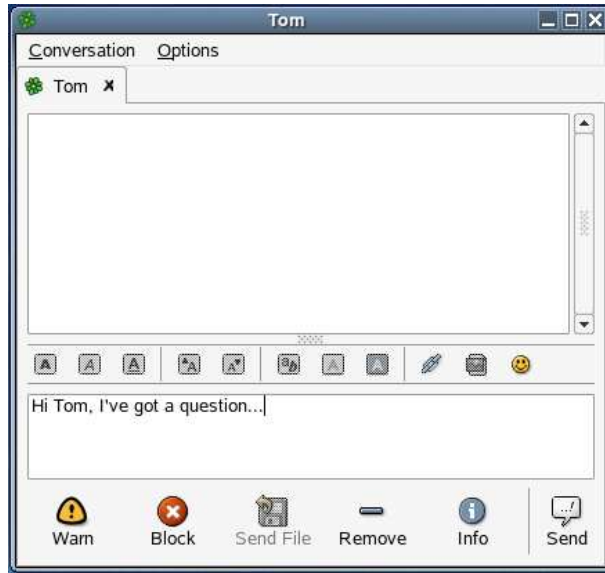 Tom
Conversation Options
Tom
Hi Tom, I've got a question...
Warn Block Send File Remove Info Send